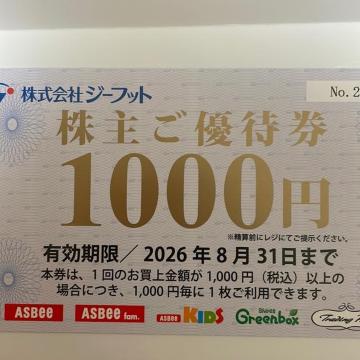 株式会社ジーフット
No.2
株主ご優待券
1000円
※精算前にレジにてご提示ください。
有効期限／2026年8月31日まで
本券は、1回のお買上金額が1,000円（税込）以上の
場合につき、1,000円毎に1枚ご利用できます。
ASBee ASBee fam. ASBee KIDS Shoes Greenbox Trading